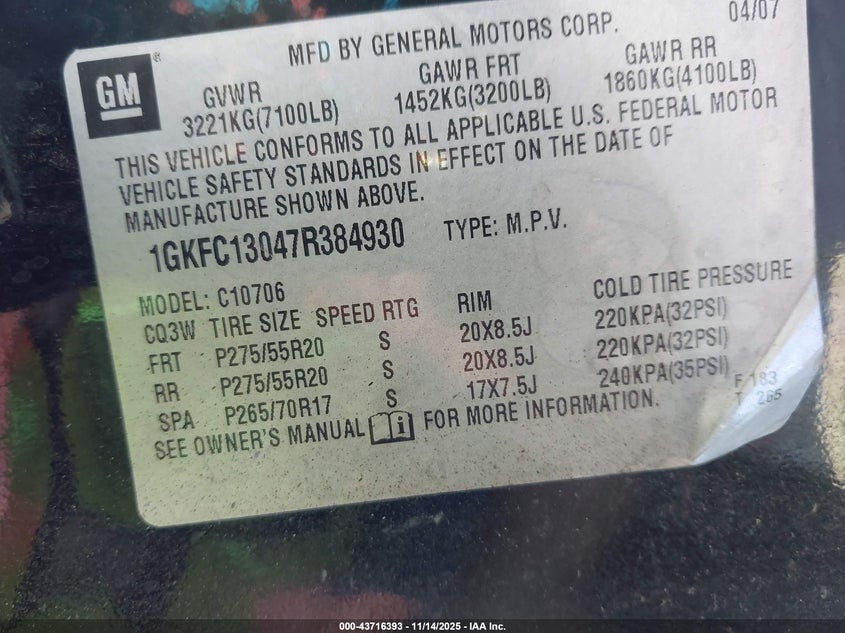 04/07
MFD BY GENERAL MOTORS CORP.
GM ®
GVWR GAWR FRT GAWR RR
3221KG(7100LB) 1452KG(3200LB) 1860KG(4100LB)
THIS VEHICLE CONFORMS TO ALL APPLICABLE U.S. FEDERAL MOTOR
VEHICLE SAFETY STANDARDS IN EFFECT ON THE DATE OF
MANUFACTURE SHOWN ABOVE.
1GKFC13047R384930 TYPE: M.P.V.
MODEL: C10706
CQ3W TIRE SIZE SPEED RTG RIM COLD TIRE PRESSURE
FRT P275/55R20 S 20X8.5J 220KPA(32PSI)
RR P275/55R20 S 20X8.5J 220KPA(32PSI)
SPA P265/70R17 S 17X7.5J 240KPA(35PSI)
SEE OWNER'S MANUAL i FOR MORE INFORMATION.
F 183
T 265
000-43716393 - 11/14/2025 - IAA Inc.